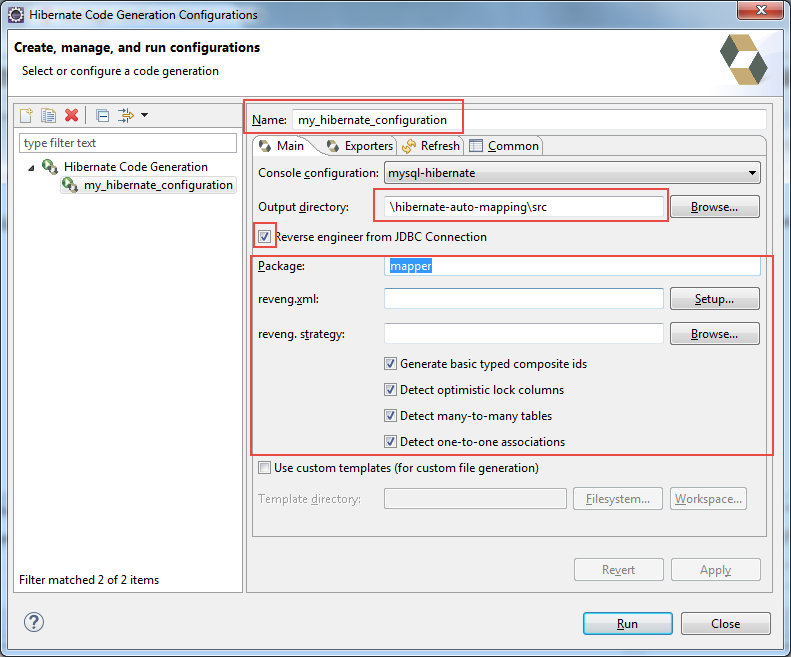 Hibernate Code Generation Configurations
Create, manage, and run configurations
Select or configure a code generation
type filter text
Hibernate Code Generation
my_hibernate_configuration
Filter matched 2 of 2 items
Name: my_hibernate_configuration
Main Exporters Refresh Common
Console configuration: mysql-hibernate
Output directory: \hibernate-auto-mapping\src Browse...
Reverse engineer from JDBC Connection
Package: mapper
reveng.xml: Setup...
reveng. strategy: Browse...
Generate basic typed composite ids
Detect optimistic lock columns
Detect many-to-many tables
Detect one-to-one associations
Use custom templates (for custom file generation)
Template directory: Filesystem... Workspace...
Revert Apply
? Run Close